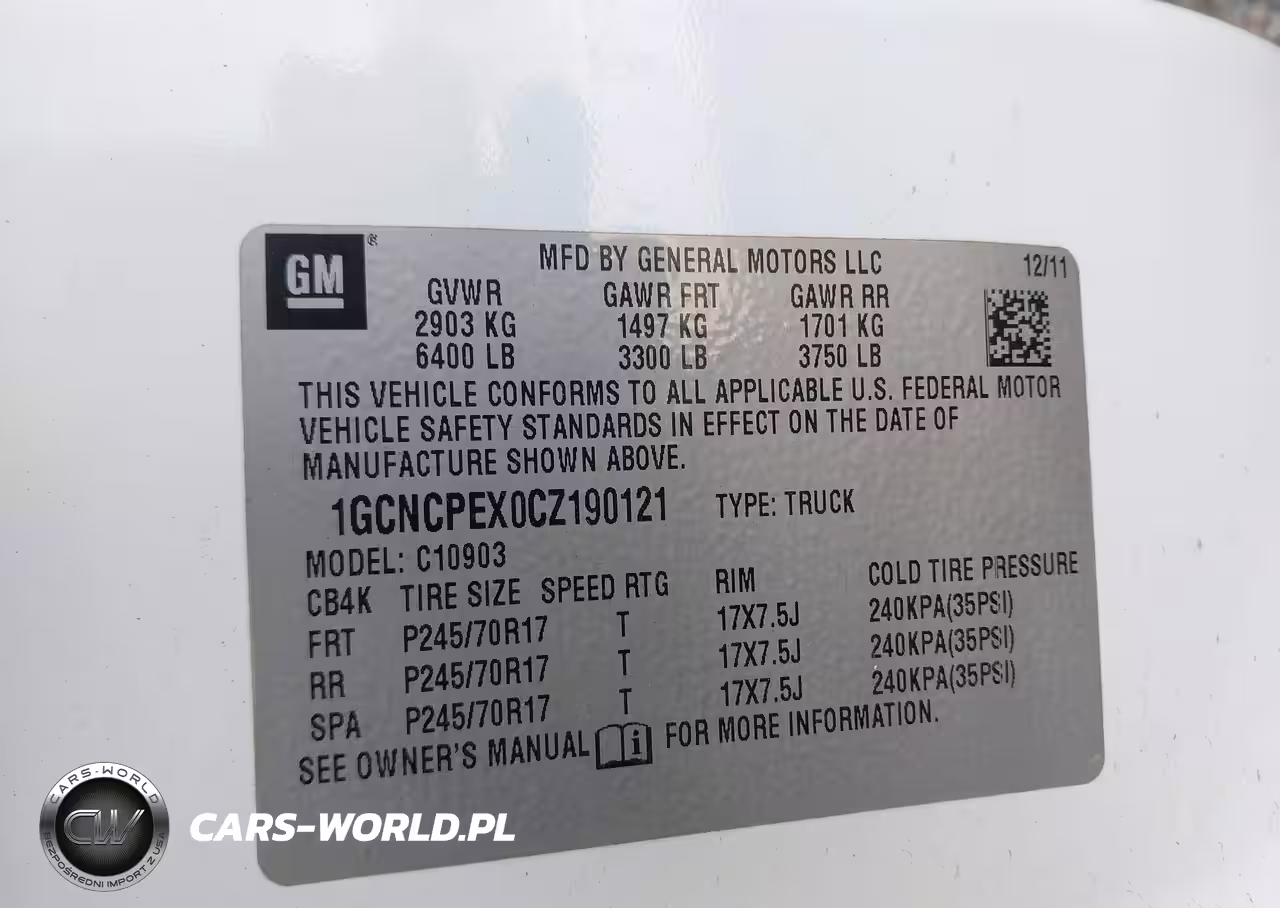 GM ®
MFD BY GENERAL MOTORS LLC 12/11
GVWR GAWR FRT GAWR RR
2903 KG 1497 KG 1701 KG
6400 LB 3300 LB 3750 LB
THIS VEHICLE CONFORMS TO ALL APPLICABLE U.S. FEDERAL MOTOR
VEHICLE SAFETY STANDARDS IN EFFECT ON THE DATE OF
MANUFACTURE SHOWN ABOVE.
1GCNCPEX0CZ190121 TYPE: TRUCK
MODEL: C10903
CB4K TIRE SIZE SPEED RTG RIM COLD TIRE PRESSURE
FRT P245/70R17 T 17X7.5J 240KPA(35PSI)
RR P245/70R17 T 17X7.5J 240KPA(35PSI)
SPA P245/70R17 T 17X7.5J 240KPA(35PSI)
SEE OWNER'S MANUAL i FOR MORE INFORMATION.
CARS-WORLD
CW
BEZPOŚREDNI IMPORT Z USA
CARS-WORLD.PL